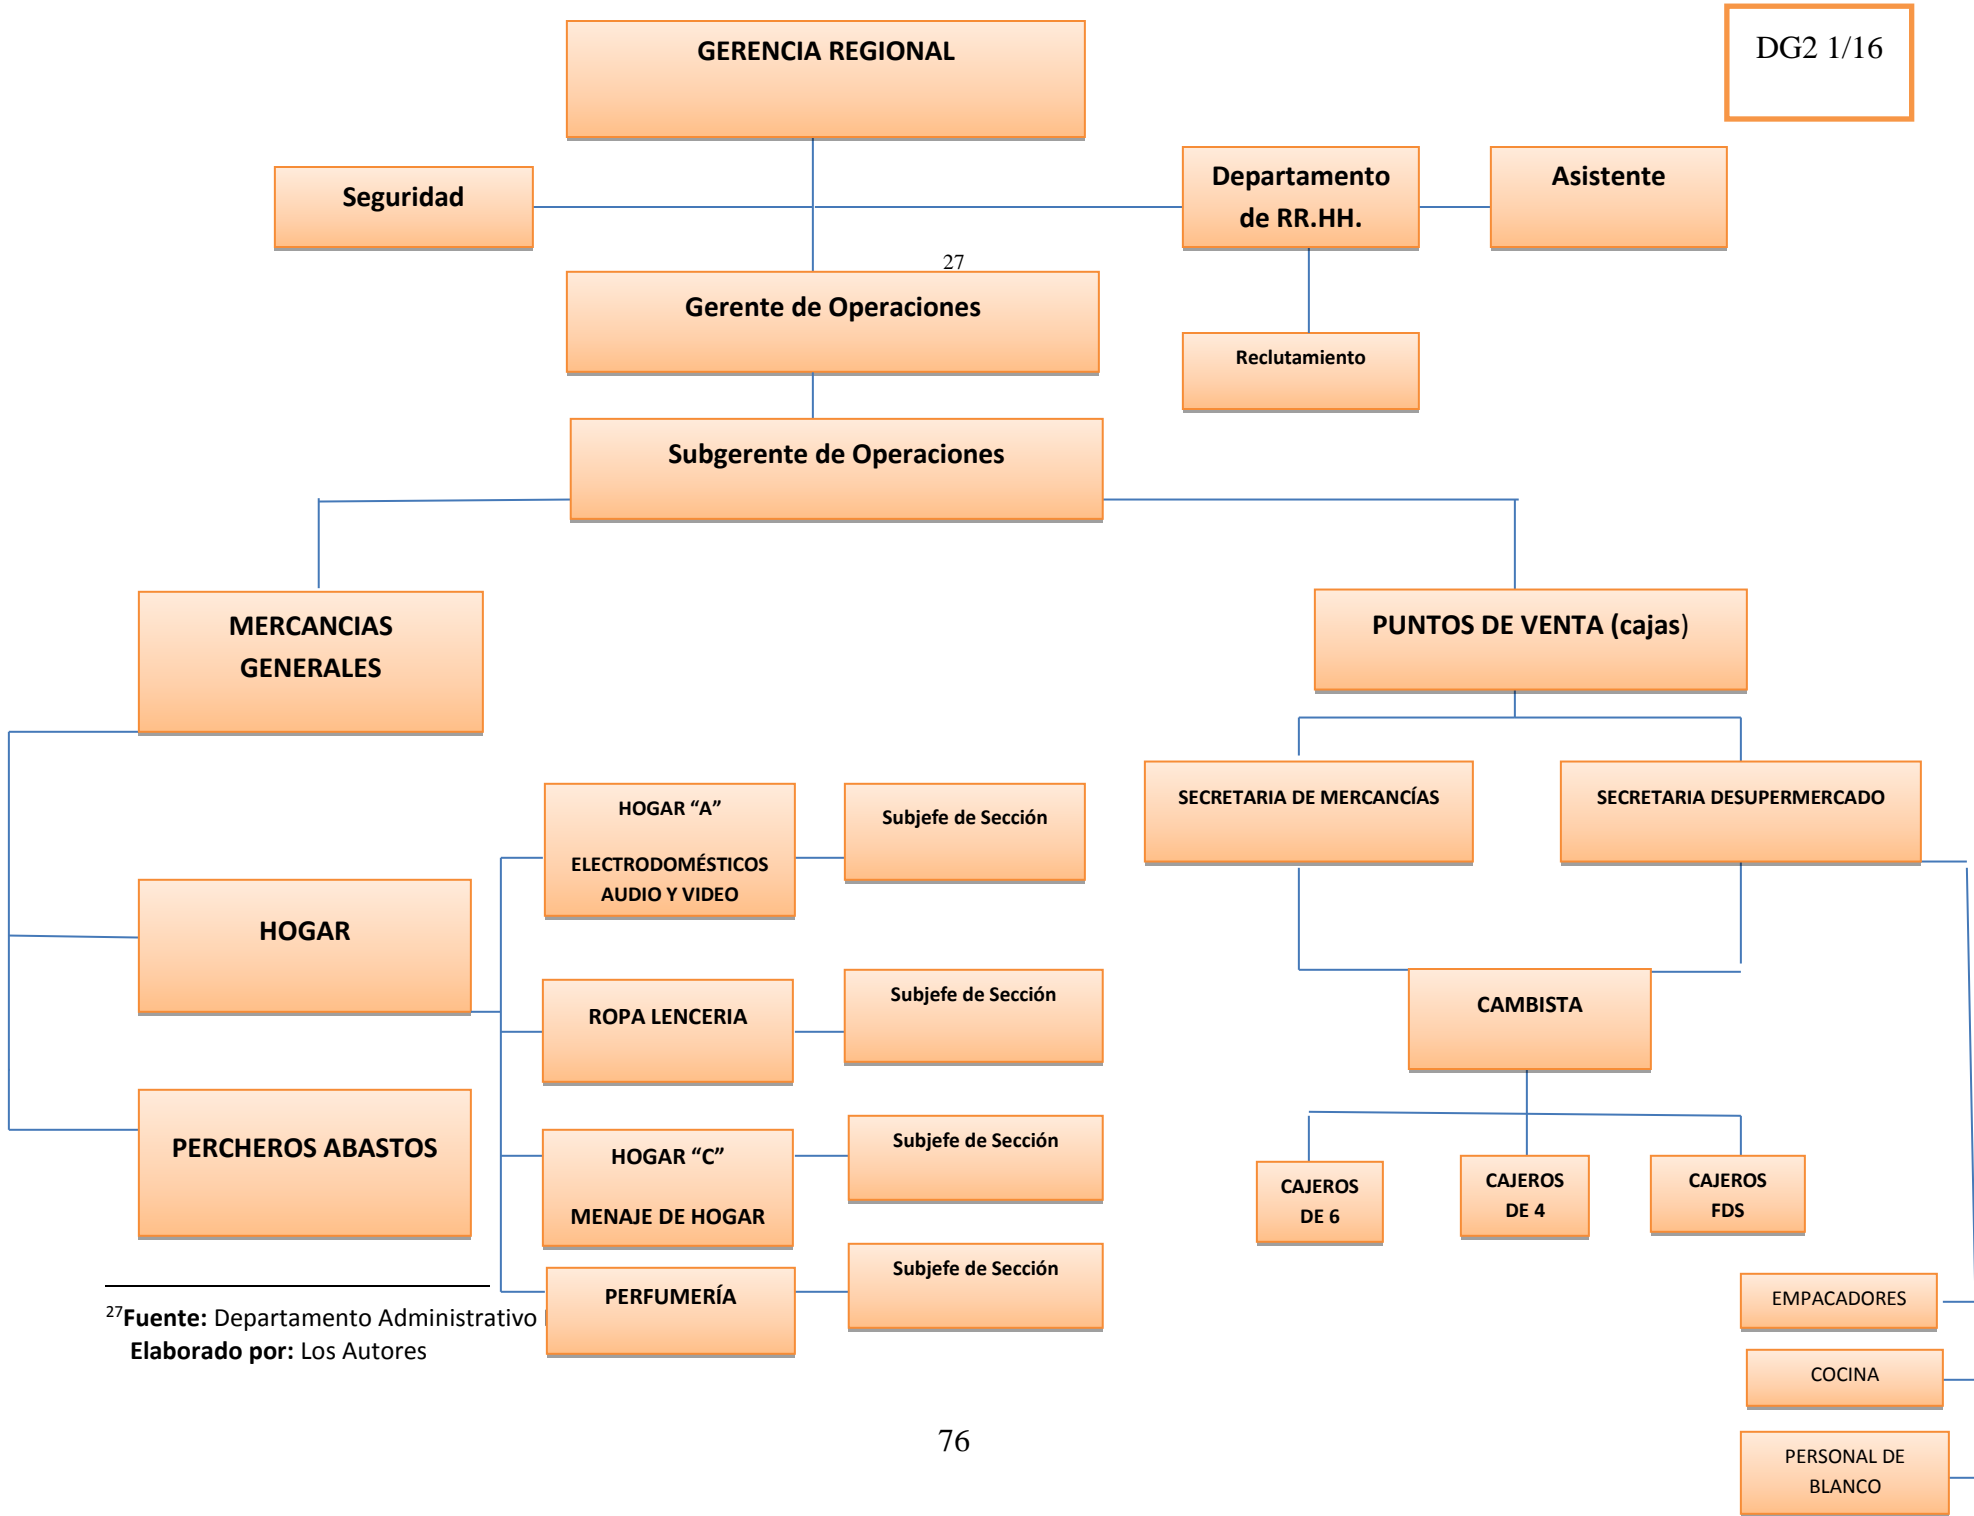 GERENCIA REGIONAL
DG2 1/16
Seguridad
Departamento
de RR.HH.
Asistente
27
Gerente de Operaciones
Reclutamiento
Subgerente de Operaciones
MERCANCIAS
GENERALES
PUNTOS DE VENTA (cajas)
HOGAR “A”
ELECTRODOMÉSTICOS
AUDIO Y VIDEO
Subjefe de Sección
SECRETARIA DE MERCANCÍAS
SECRETARIA DESUPERMERCADO
HOGAR
ROPA LENCERIA
Subjefe de Sección
CAMBISTA
PERCHEROS ABASTOS
HOGAR “C”
MENAJE DE HOGAR
Subjefe de Sección
CAJEROS
DE 6
CAJEROS
DE 4
CAJEROS
FDS
PERFUMERÍA
Subjefe de Sección
EMPACADORES
COCINA
PERSONAL DE
BLANCO
27Fuente: Departamento Administrativo
Elaborado por: Los Autores
76